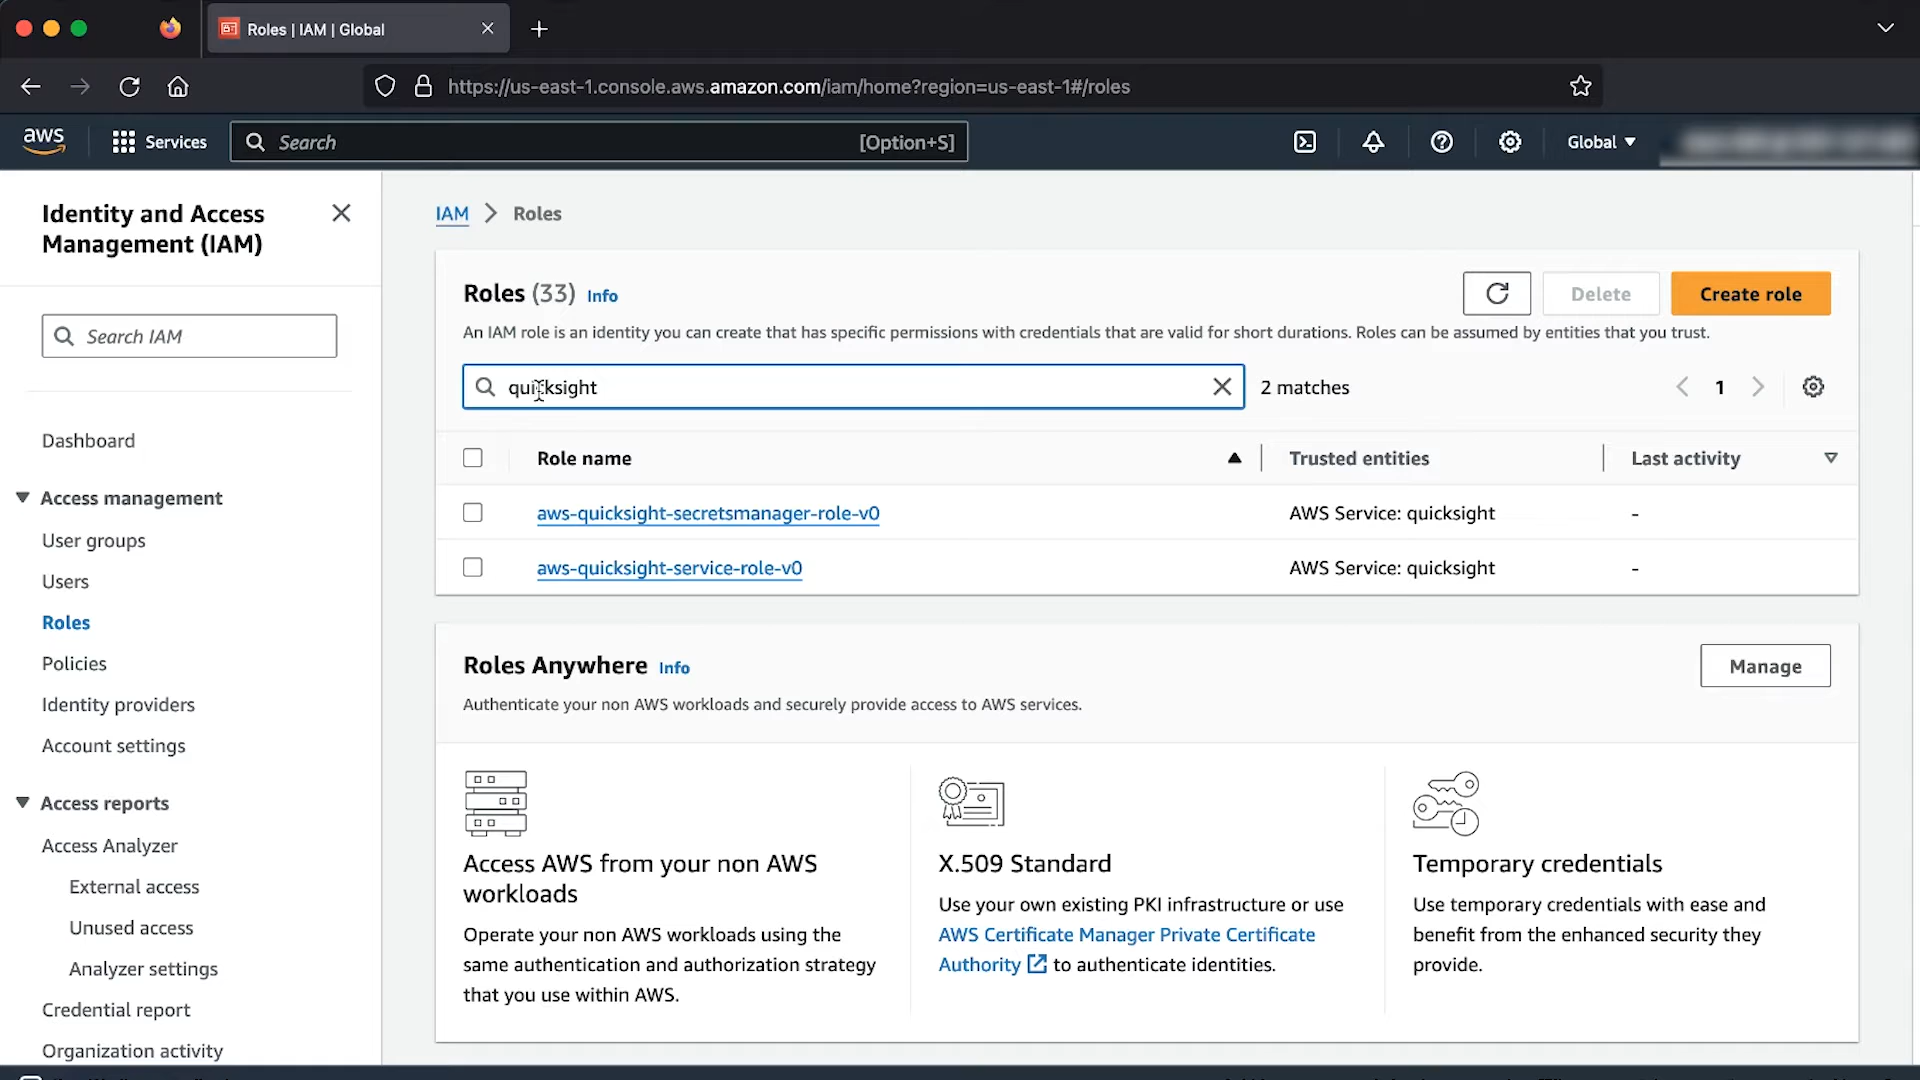 Roles | IAM | Global
https://us-east-1.console.aws.amazon.com/iam/home?region=us-east-1#/roles
aws
Services
Search
[Option+S]
Global
Identity and Access
Management (IAM)
Search IAM
Dashboard
Access management
User groups
Users
Roles
Policies
Identity providers
Account settings
Access reports
Access Analyzer
External access
Unused access
Analyzer settings
Credential report
Organization activity
IAM > Roles
Roles (33) Info
Delete
Create role
An IAM role is an identity you can create that has specific permissions with credentials that are valid for short durations. Roles can be assumed by entities that you trust.
quicksight
2 matches
1
Role name
Trusted entities
Last activity
aws-quicksight-secretsmanager-role-v0
AWS Service: quicksight
-
aws-quicksight-service-role-v0
AWS Service: quicksight
-
Roles Anywhere Info
Manage
Authenticate your non AWS workloads and securely provide access to AWS services.
Access AWS from your non AWS
workloads
Operate your non AWS workloads using the
same authentication and authorization strategy
that you use within AWS.
X.509 Standard
Use your own existing PKI infrastructure or use
AWS Certificate Manager Private Certificate
Authority to authenticate identities.
Temporary credentials
Use temporary credentials with ease and
benefit from the enhanced security they
provide.